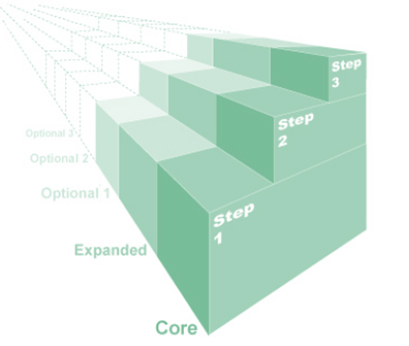 Step
3
Step
2
Step
1
Optional 3
Optional 2
Optional 1
Expanded
Core